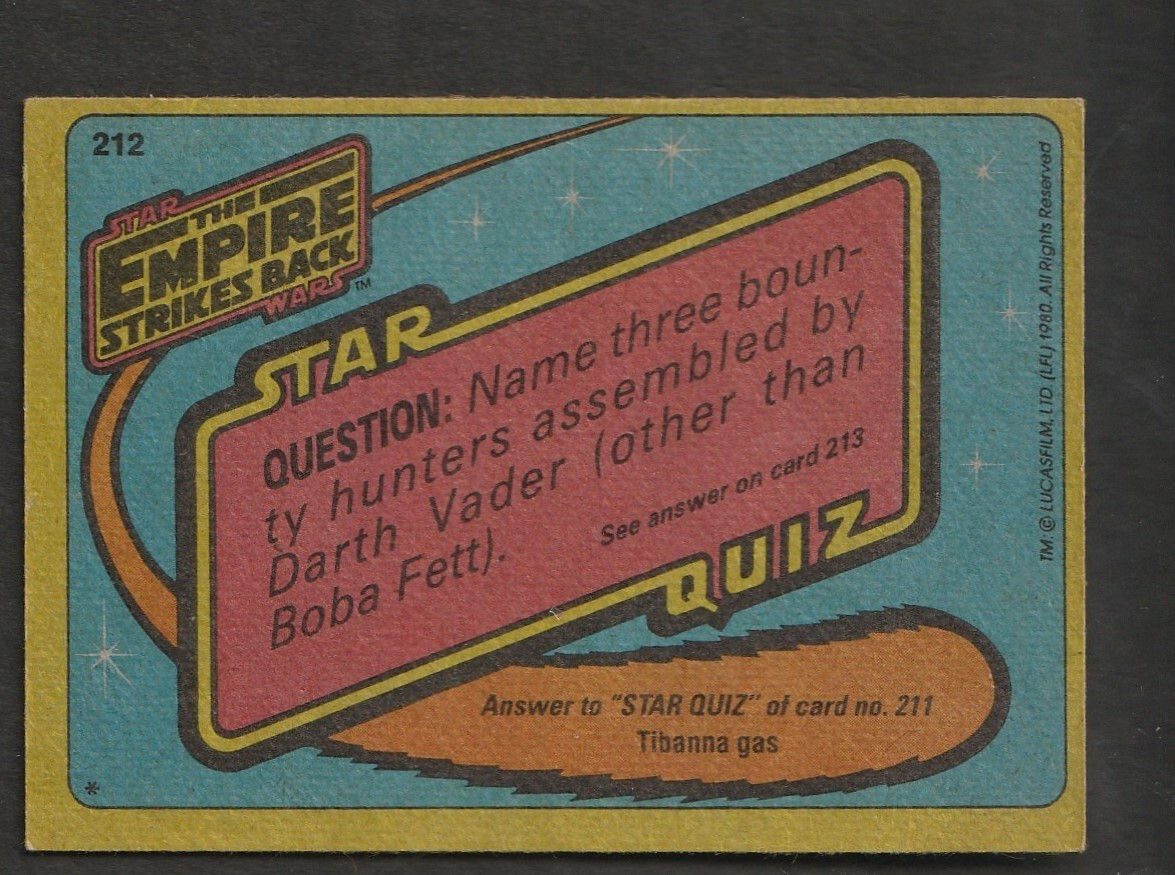 212
STAR
THE
EMPIRE
STRIKES BACK
WARS™
STAR
QUESTION: Name three boun-
ty hunters assembled by
Darth Vader (other than
Boba Fett).
See answer on card 213
QUIZ
Answer to "STAR QUIZ" of card no. 211
Tibanna gas
*
TM: © LUCASFILM, LTD. (LFL) 1980. All Rights Reserved